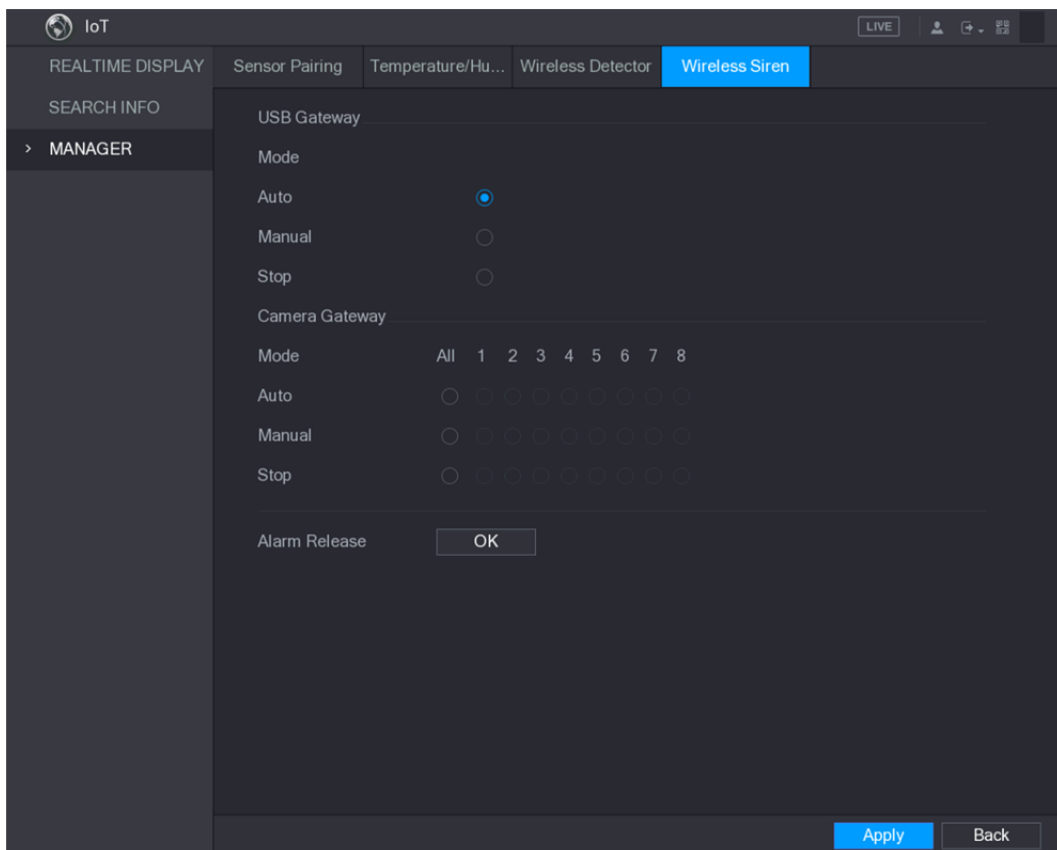 IoT
LIVE
REALTIME DISPLAY
SEARCH INFO
> MANAGER
Sensor Pairing Temperature/Hu... Wireless Detector Wireless Siren
USB Gateway
Mode
Auto
Manual
Stop
Camera Gateway
Mode All 1 2 3 4 5 6 7 8
Auto
Manual
Stop
Alarm Release OK
Apply Back